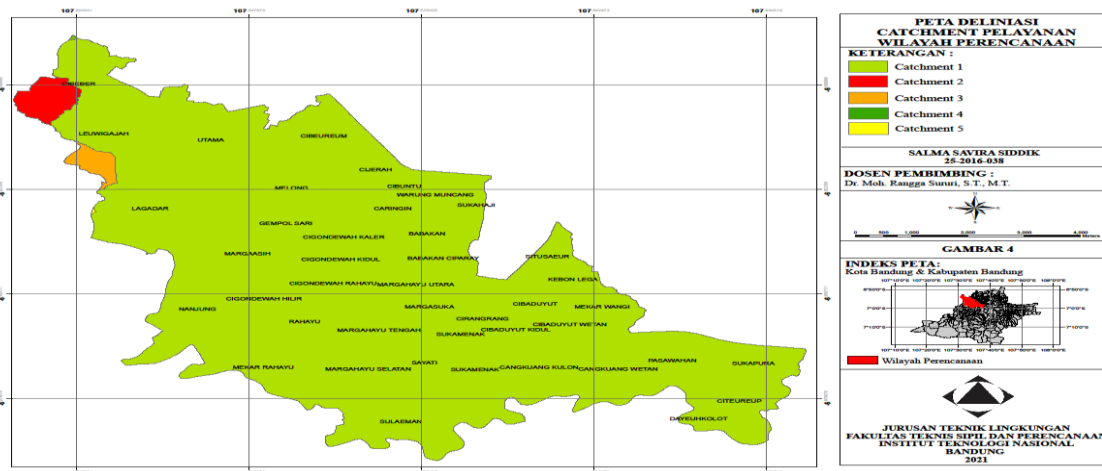 PETA DELINIASI
CATCHMENT PELAYANAN
WILAYAH PERENCANAAN
KETERANGAN :
Catchment 1
Catchment 2
Catchment 3
Catchment 4
Catchment 5
SALMA SAVIRA SIDDIK
25-2016-038
DOSEN PEMBIMBING :
Dr. Moh. Rangga Sururi, S.T., M.T.
GAMBAR 4
INDEKS PETA:
Kota Bandung & Kabupaten Bandung
Wilayah Perencanaan
JURUSAN TEKNIK LINGKUNGAN
FAKULTAS TEKNIS SIPIL DAN PERENCANAAN
INSTITUT TEKNOLOGI NASIONAL
BANDUNG
2021
LEUWIGAJAH
UTAMA
CIBEUREUM
CIJERAH
MELONG
CIBUNTU
WARUNG MUNCANG
LAGADAR
CARINGIN
SUKAHAJI
GEMPOL SARI
CIGONDEWAH KALER
BABAKAN
MARGAASIH
CIGONDEWAH KIDUL
BABAKAN CIPARAY
SITUSAEUR
CIGONDEWAH RAHAYU
MARGAHAYU UTARA
KEBON LEGA
CIGONDEWAH HILIR
NANJUNG
MARGASUKA
CIBADUYUT
MEKAR WANGI
RAHAYU
CIRANGRANG
MARGAHAYU TENGAH
SUKAMENAK
CIBADUYUT KIDUL
CIBADUYUT WETAN
MEKAR RAHAYU
MARGAHAYU SELATAN
SAYATI
SUKAMENAK
CANGKUANG KULON
CANGKUANG WETAN
PASAWAHAN
SUKAPURA
CITEUREUP
DAYEUHKOLOT
SULAEMAN